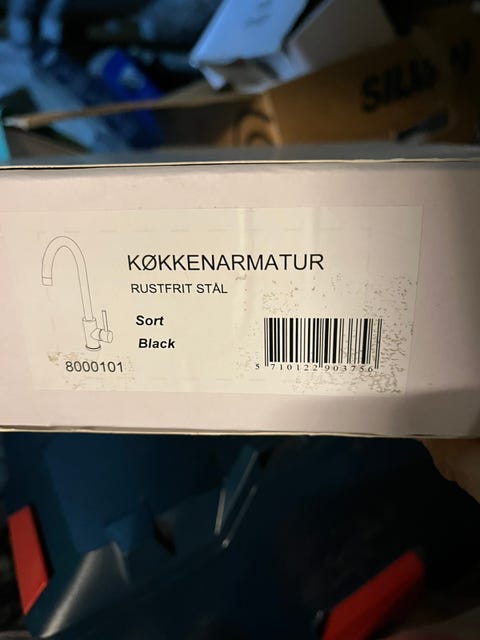 KØKKENARMATUR
RUSTFRIT STÅL
Sort
Black
8000101
5 710122 903756